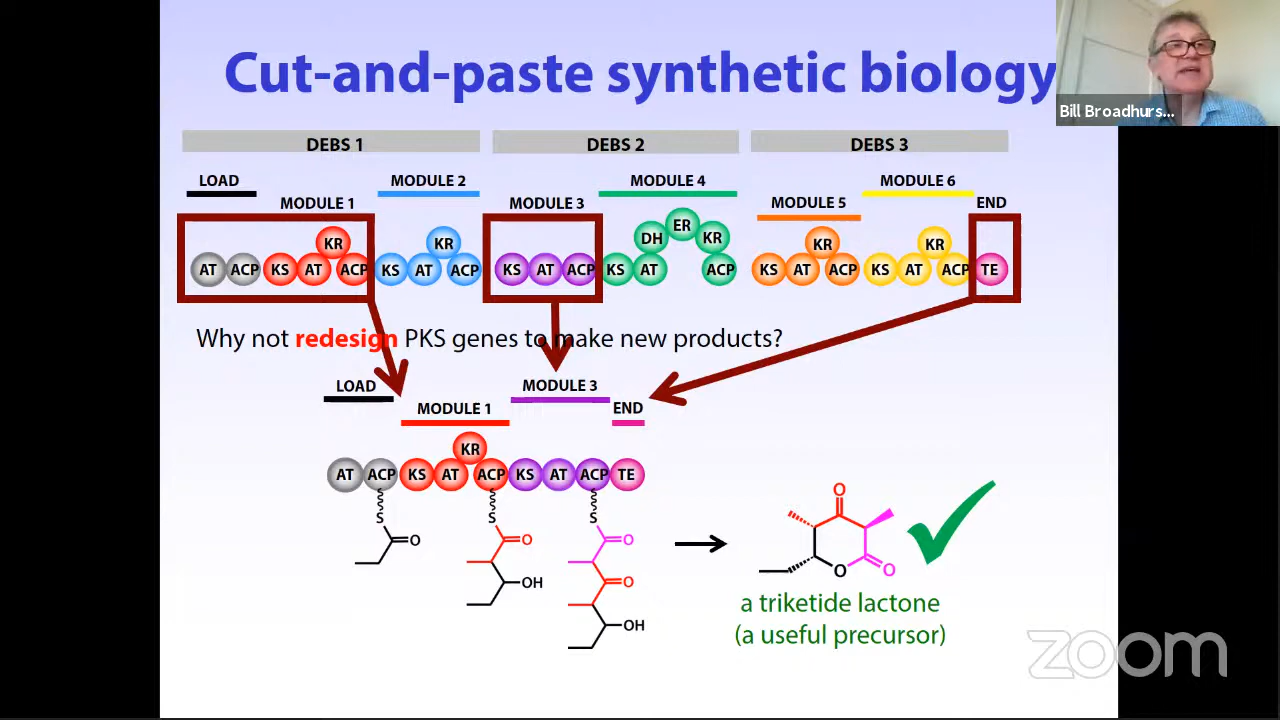 Cut-and-paste synthetic biology
Bill Broadhurs...
DEBS 1 DEBS 2 DEBS 3
LOAD MODULE 1 MODULE 2 MODULE 3 MODULE 4 MODULE 5 MODULE 6 END
AT ACP KS AT KR ACP KS AT KR ACP KS AT ACP KS AT DH ER KR ACP KS AT KR ACP KS AT KR ACP TE
Why not redesign PKS genes to make new products?
LOAD MODULE 1 MODULE 3 END
AT ACP KS AT KR ACP KS AT ACP TE
S S S
O O O
OH O
OH
O
O O
a triketide lactone
(a useful precursor)
zoom